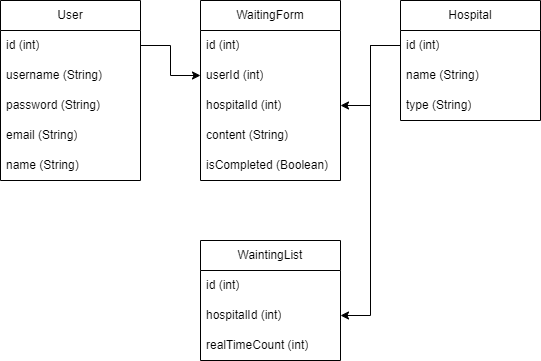 User
id (int)
username (String)
password (String)
email (String)
name (String)
WaitingForm
id (int)
userId (int)
hospitalId (int)
content (String)
isCompleted (Boolean)
Hospital
id (int)
name (String)
type (String)
WaintingList
id (int)
hospitalId (int)
realTimeCount (int)